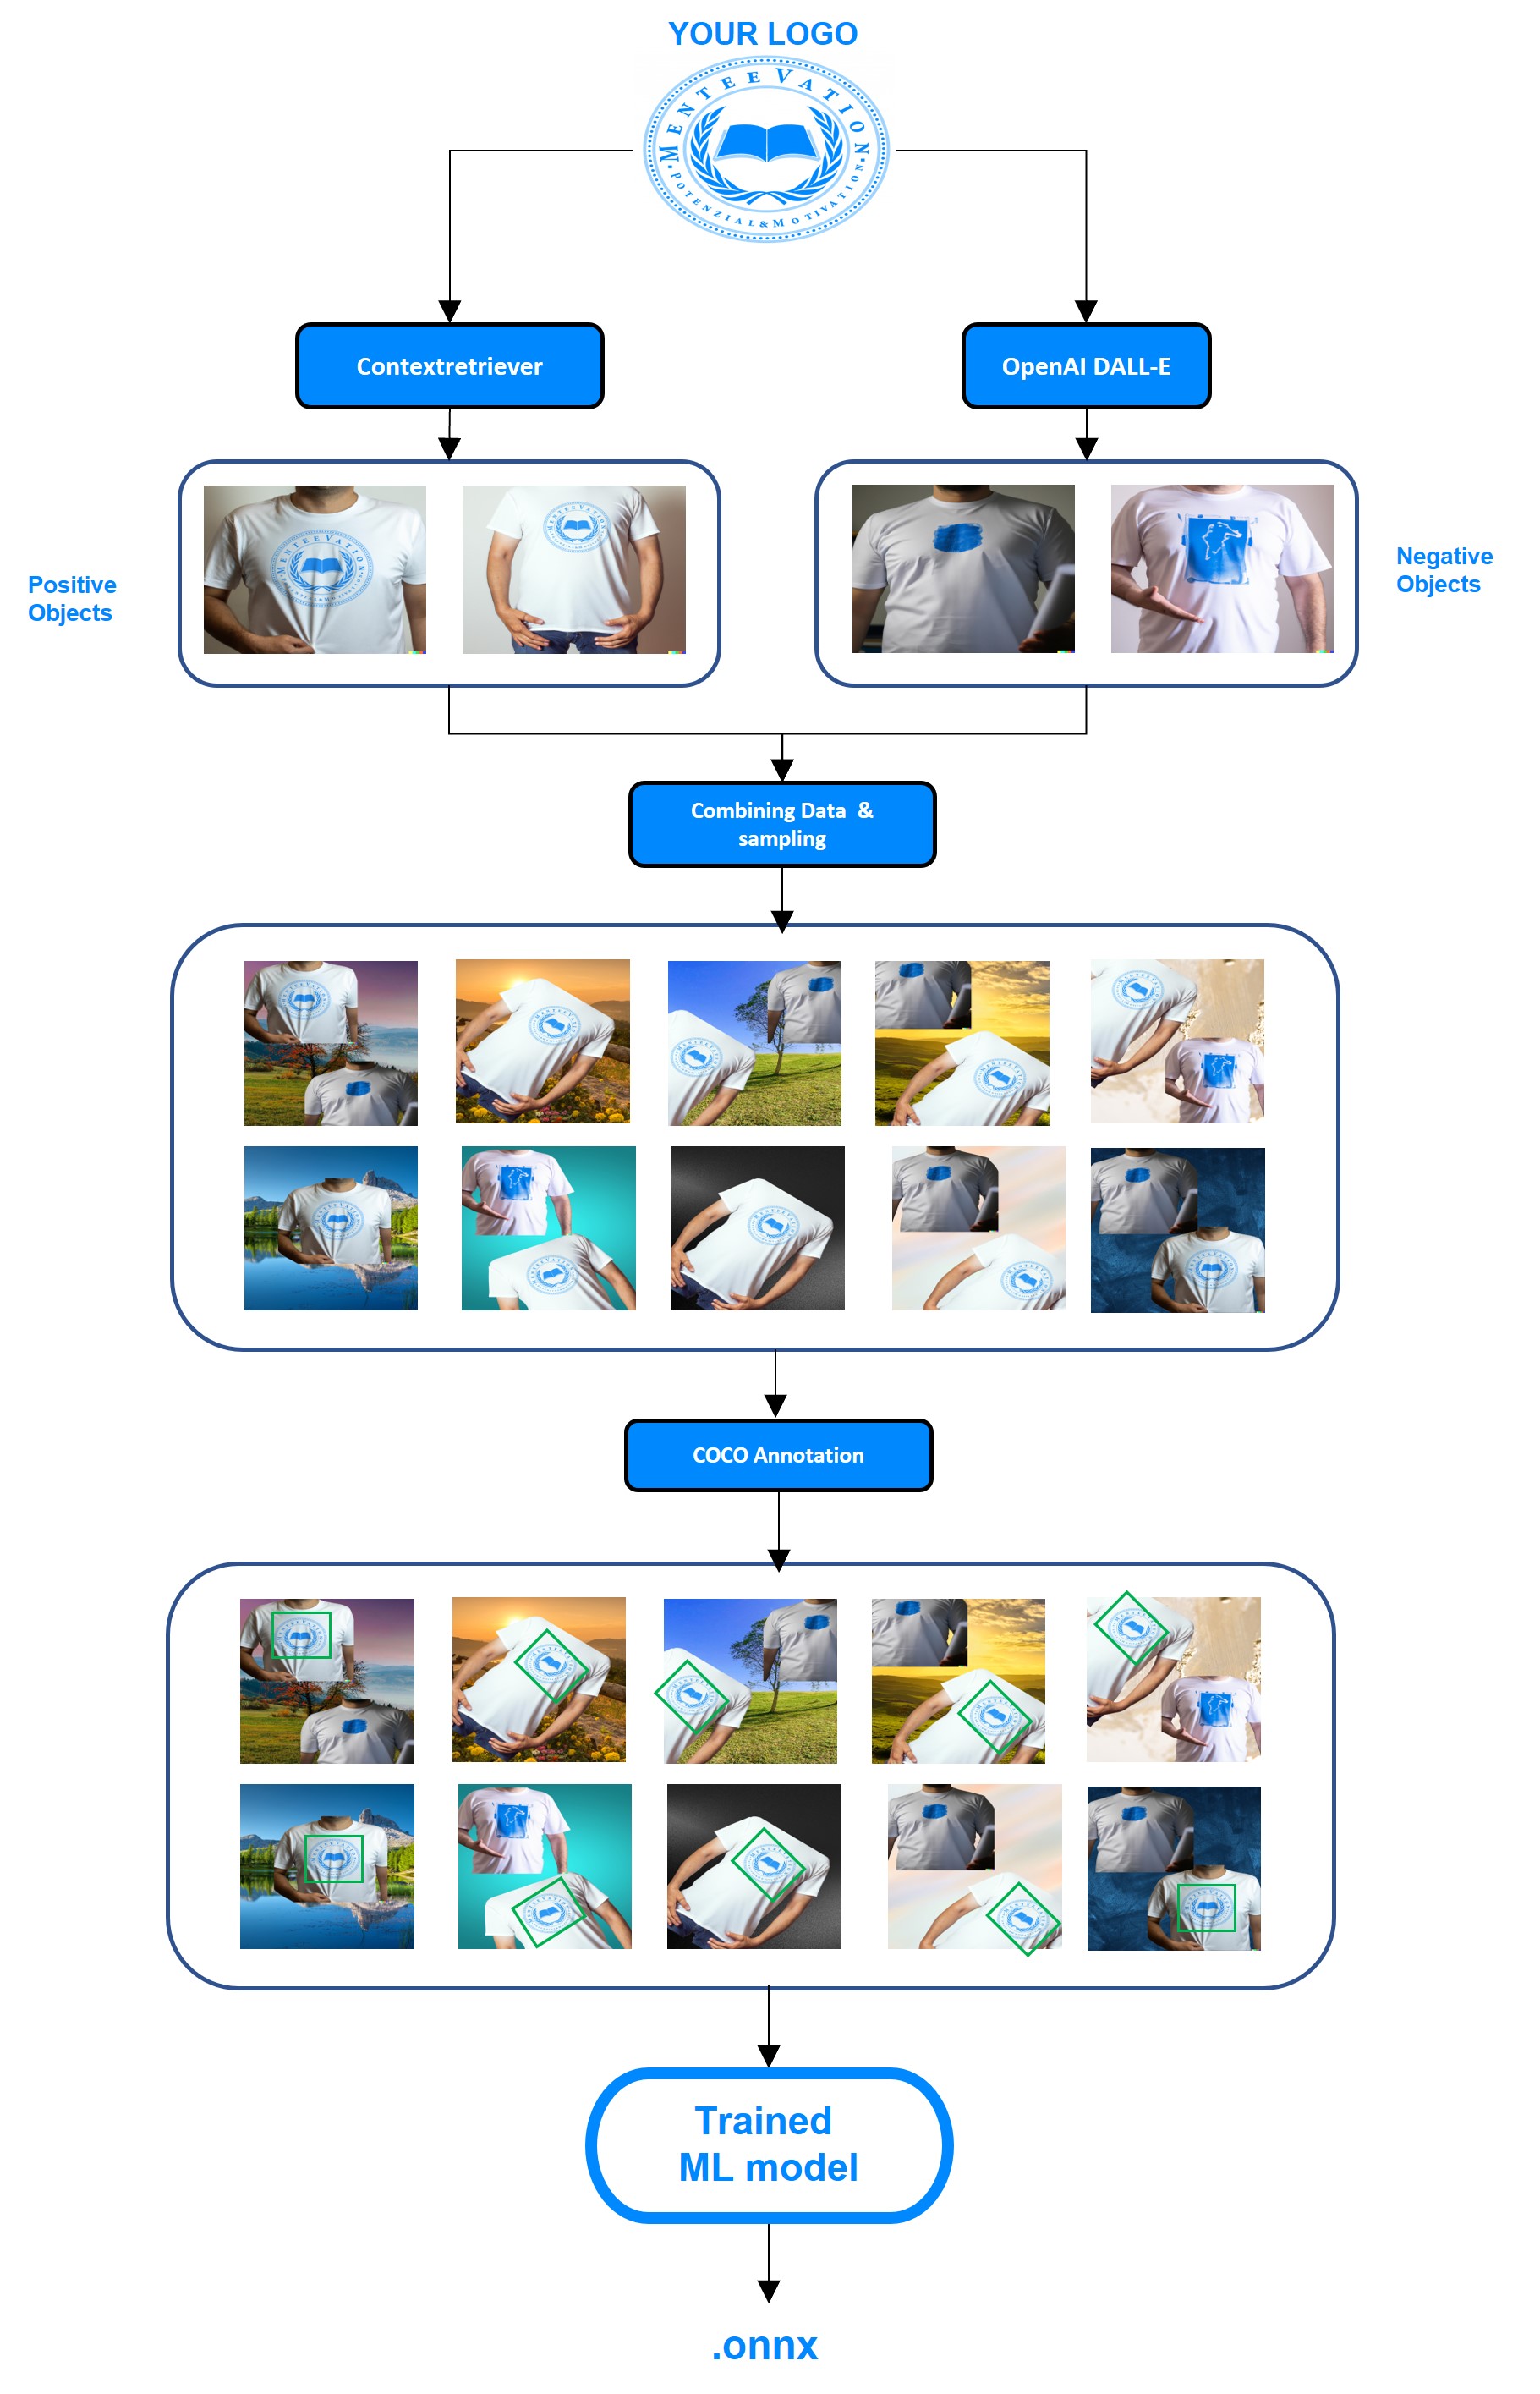 YOUR LOGO
MENTEEVATION
• POTENZIAL & MOTIVATION •
Contextretriever
OpenAI DALL-E
Positive
Objects
Negative
Objects
Combining Data &
sampling
COCO Annotation
Trained
ML model
.onnx